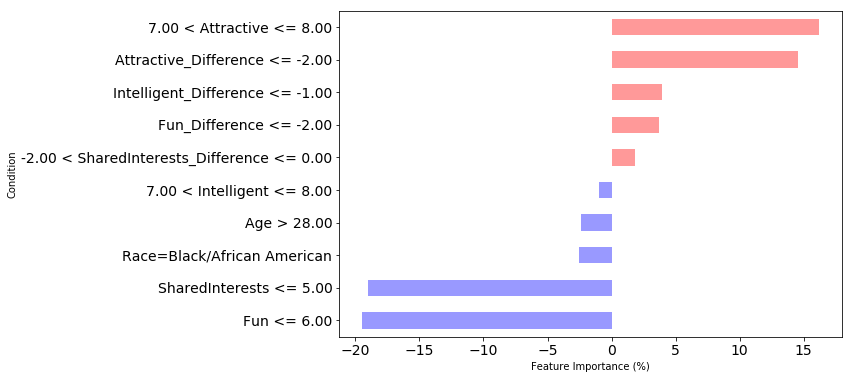 7.00 < Attractive <= 8.00
Attractive_Difference <= -2.00
Intelligent_Difference <= -1.00
Fun_Difference <= -2.00
-2.00 < SharedInterests_Difference <= 0.00
7.00 < Intelligent <= 8.00
Age > 28.00
Race=Black/African American
SharedInterests <= 5.00
Fun <= 6.00
Condition
−20 −15 −10 −5 0 5 10 15
Feature Importance (%)